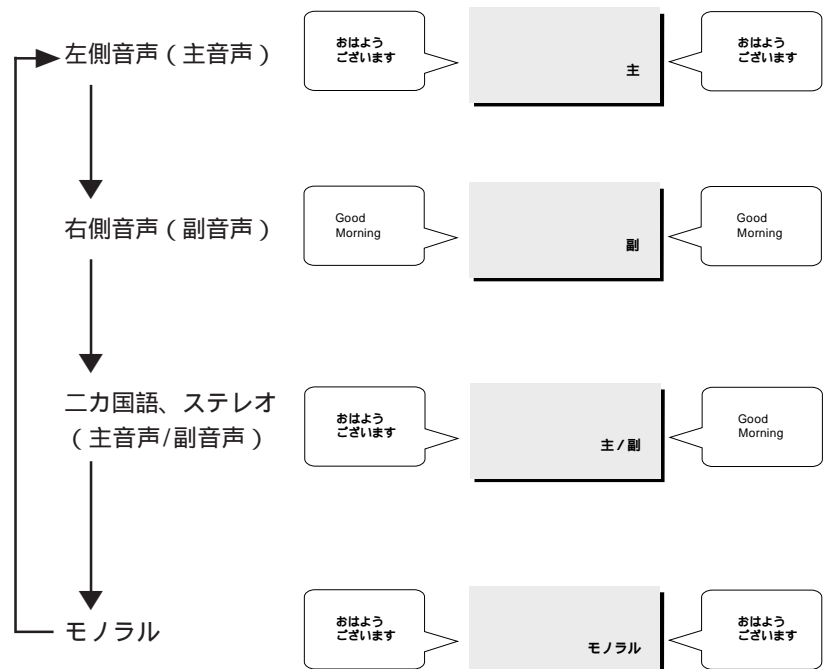 左側音声（主音声）
おはよう
ございます
主
おはよう
ございます
右側音声（副音声）
Good
Morning
副
Good
Morning
二カ国語、ステレオ
（主音声/副音声）
おはよう
ございます
主/副
Good
Morning
モノラル
おはよう
ございます
モノラル
おはよう
ございます